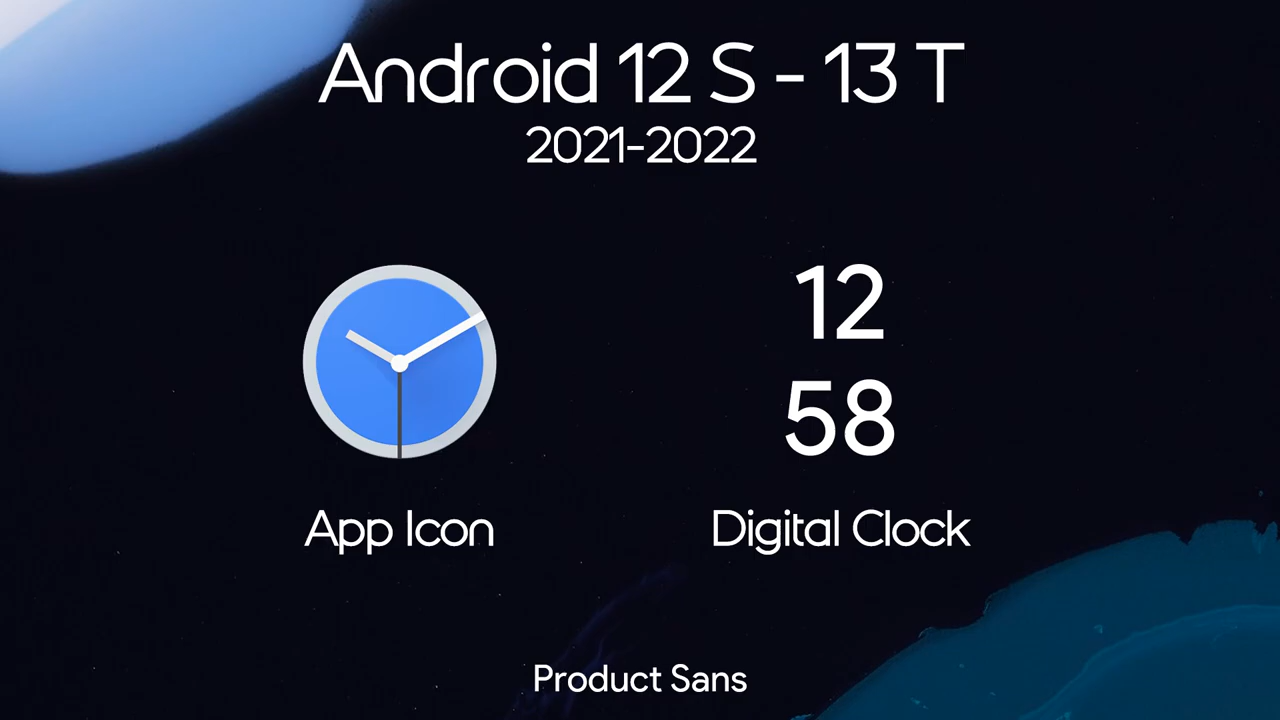 Android 12 S - 13 T
2021-2022
12
58
App Icon
Digital Clock
Product Sans